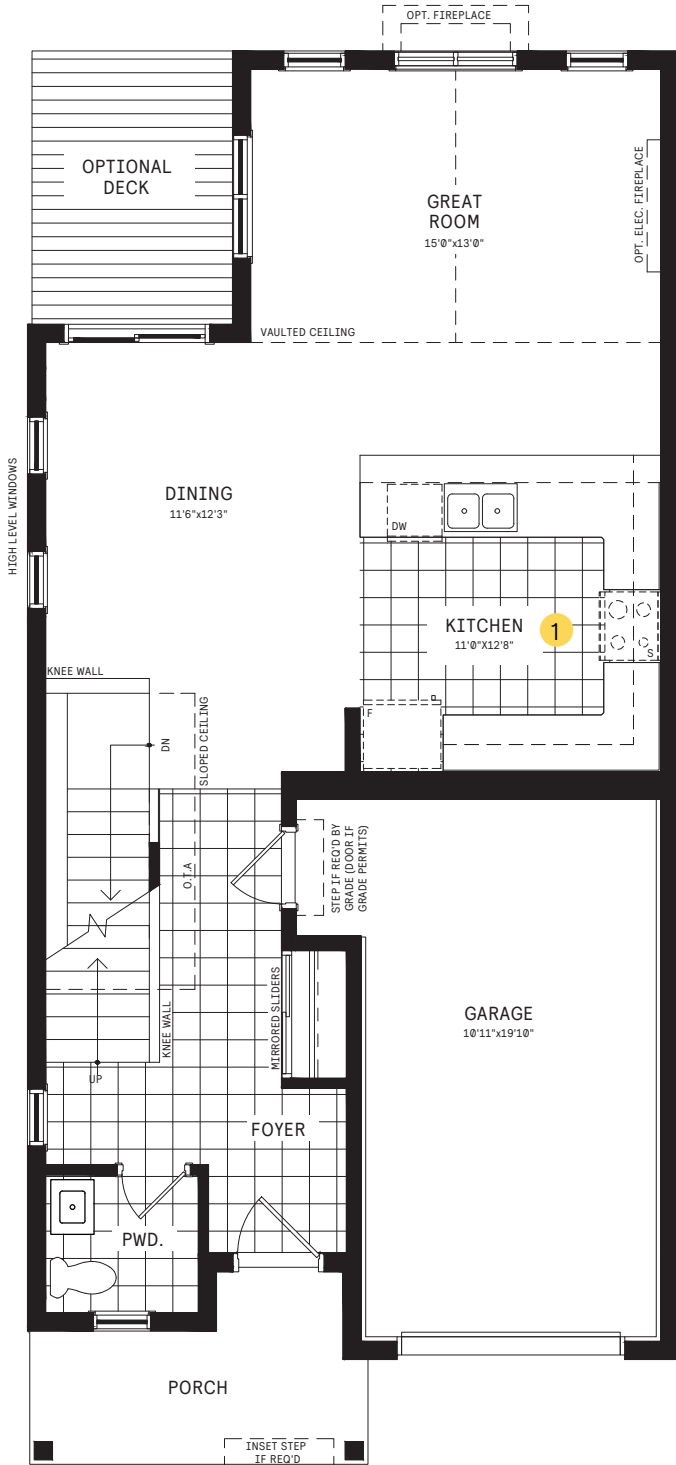 OPT. FIREPLACE
OPTIONAL
DECK
GREAT
ROOM
15'0"x13'0"
OPT. ELEC. FIREPLACE
VAULTED CEILING
HIGH LEVEL WINDOWS
DINING
11'6"x12'3"
DW
KITCHEN
11'0"X12'8"
1
S
F
KNEE WALL
DN
SLOPED CEILING
O.T.A
STEP IF REQ'D BY
GRADE (DOOR IF
GRADE PERMITS)
MIRRORED SLIDERS
KNEE WALL
GARAGE
10'11"x19'10"
UP
FOYER
PWD.
PORCH
INSET STEP
IF REQ'D